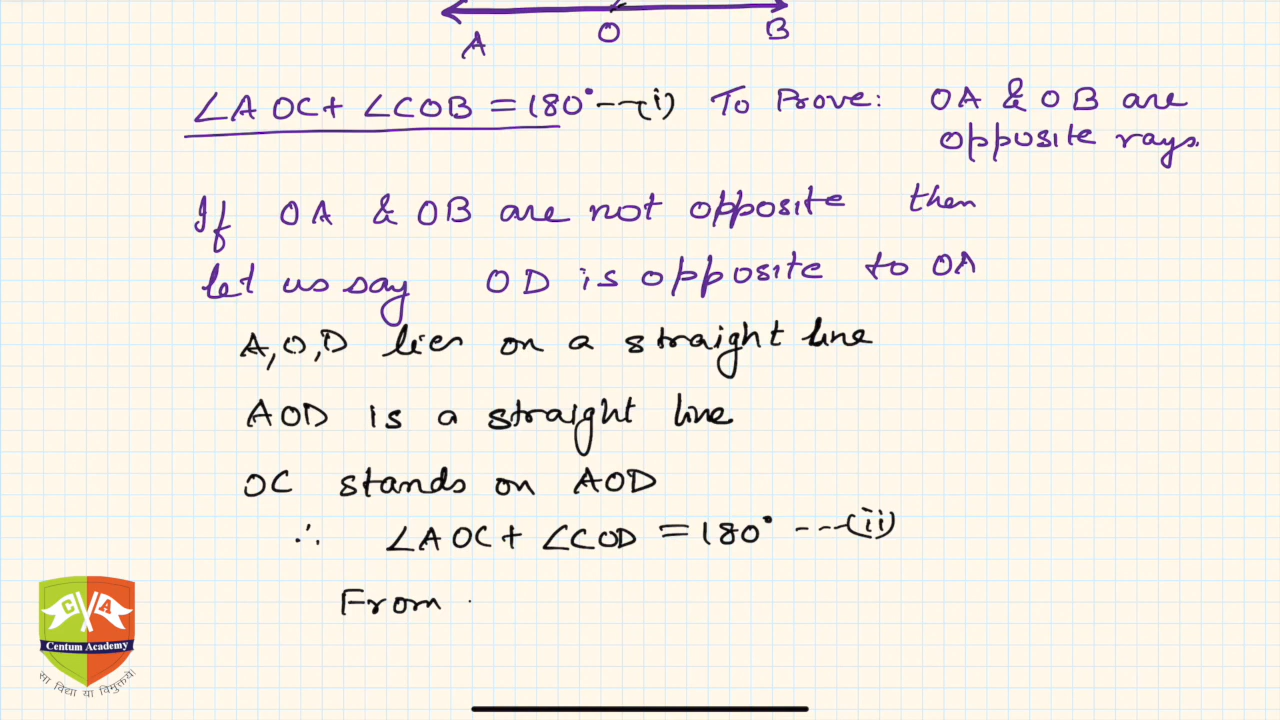 A O B
∠AOC + ∠COB = 180° ---(i) To Prove: OA & OB are
opposite rays.
If OA & OB are not opposite then
let us say OD is opposite to OA
A, O, D lies on a straight line
AOD is a straight line
OC stands on AOD
∴ ∠AOC + ∠COD = 180° ---(ii)
From
C A
Centum Academy
सा विद्या या विमुक्तये।